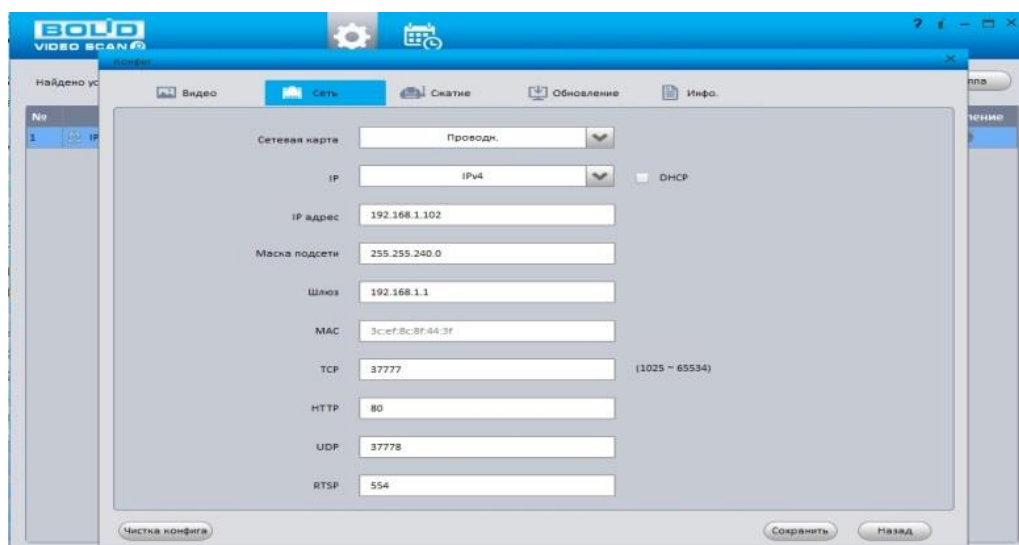 BOLID
VIDEO SCAN
? i
Конфиг
Найдено ус
ппа
Видео Сеть Сжатие Обновление Инфо.
№
1 IP
Сетевая карта Проводн.
IP IPv4 DHCP
IP адрес 192.168.1.102
Маска подсети 255.255.240.0
Шлюз 192.168.1.1
MAC 3c:ef:8c:8f:44:3f
TCP 37777 (1025 ~ 65534)
HTTP 80
UDP 37778
RTSP 554
Чистка конфига Сохранить Назад